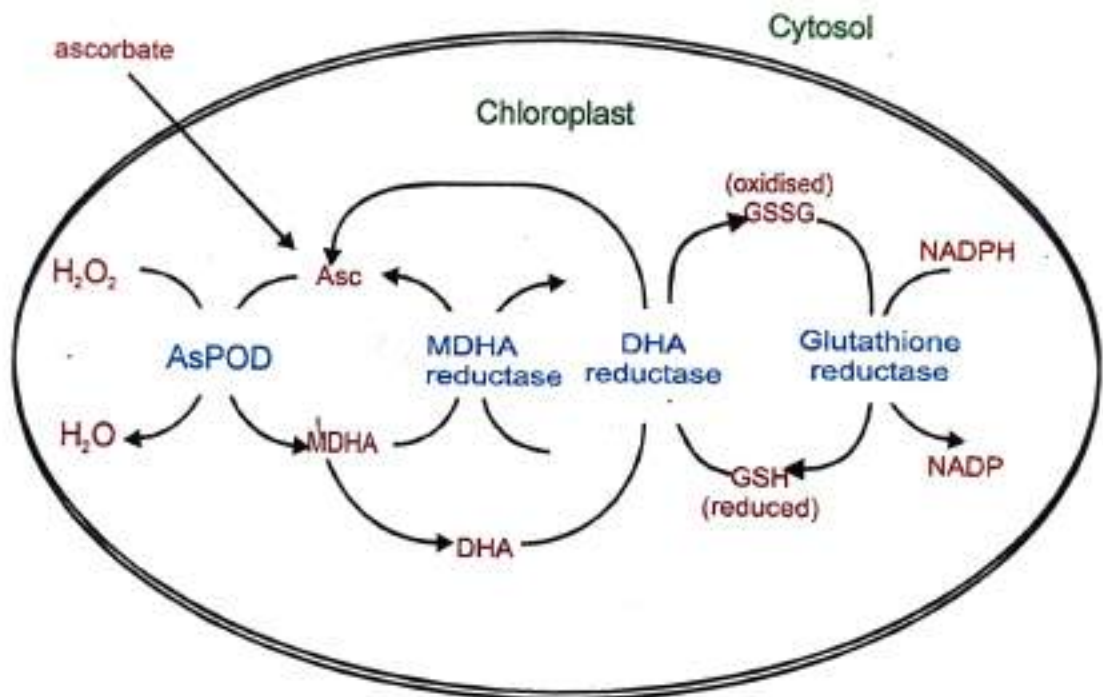 Cytosol
ascorbate
Chloroplast
(oxidised)
GSSG
NADPH
H₂O₂
Asc
AsPOD
MDHA
reductase
DHA
reductase
Glutathione
reductase
H₂O
MDHA
GSH
(reduced)
NADP
DHA